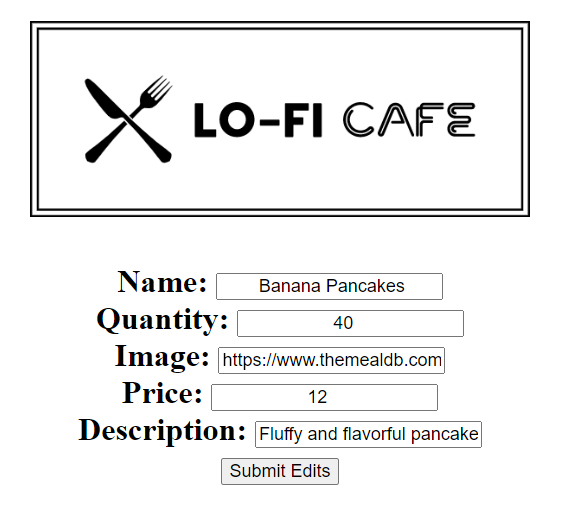 LO-FI CAFE
Name: Banana Pancakes
Quantity: 40
Image: https://www.themealdb.com
Price: 12
Description: Fluffy and flavorful pancake
Submit Edits